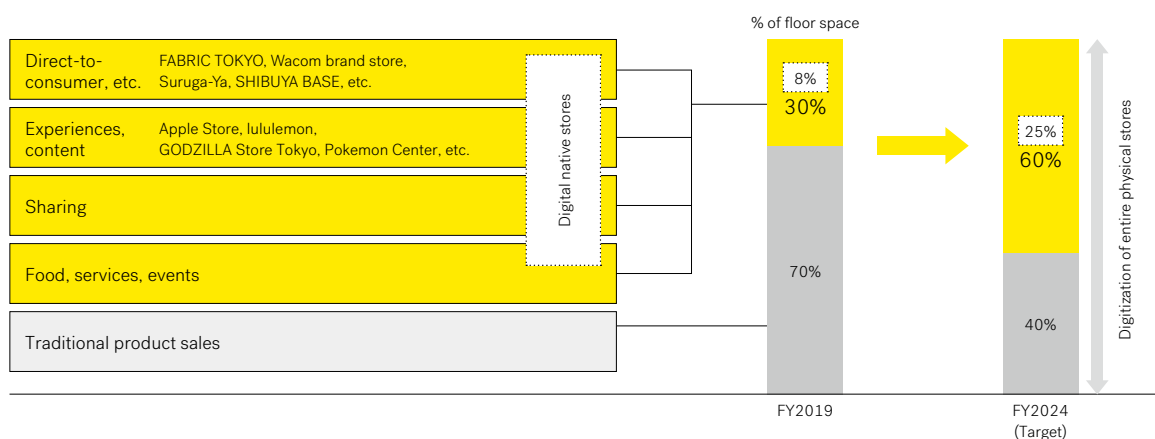 % of floor space
Direct-to-
consumer, etc.
FABRIC TOKYO, Wacom brand store,
Suruga-Ya, SHIBUYA BASE, etc.
Experiences,
content
Apple Store, lululemon,
GODZILLA Store Tokyo, Pokemon Center, etc.
Sharing
Food, services, events
Traditional product sales
Digital native stores
8%
30%
70%
FY2019
25%
60%
40%
FY2024
(Target)
Digitization of entire physical stores